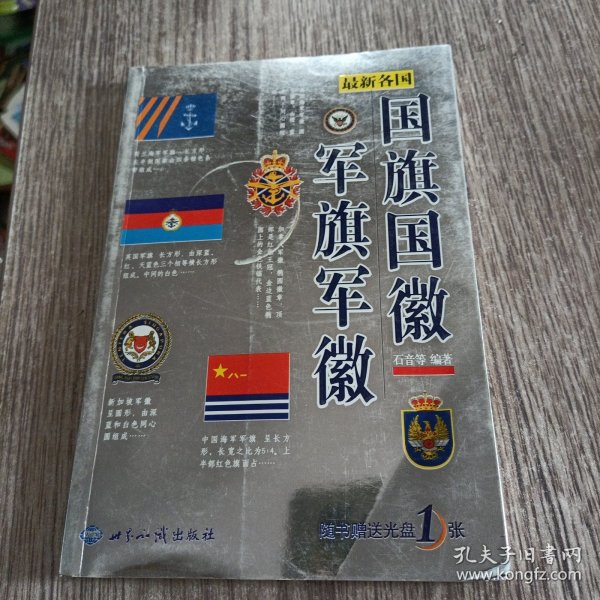 最新各国
国旗国徽
军旗军徽
石音等 编著
英国军旗 长方形，由深蓝、
红、天蓝色三个相等横长方形
组成。中间的白色……
新加坡军徽
呈圆形，由深
蓝和白色同心
圆组成……
中国海军军旗 呈长方
形，长宽之比为5:4。上
半部红色旗面占……
八一
世界知识出版社
随书赠送光盘1张
孔夫子旧书网
www.kongfz.com